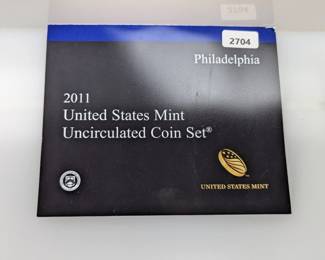 2704
Philadelphia
2011
United States Mint
Uncirculated Coin Set®
UNITED STATES MINT